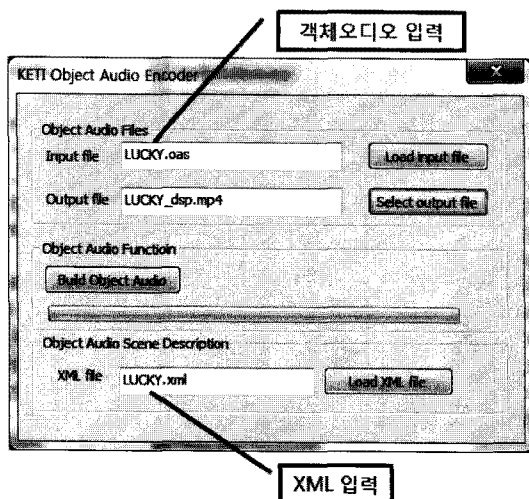 객체오디오 입력
KETI Object Audio Encoder
X
Object Audio Files
Input file LUCKY.oas Load input file
Output file LUCKY_dsp.mp4 Select output file
Object Audio Functioin
Build Object Audio
Object Audio Scene Description
XML file LUCKY.xml Load XML file
XML 입력